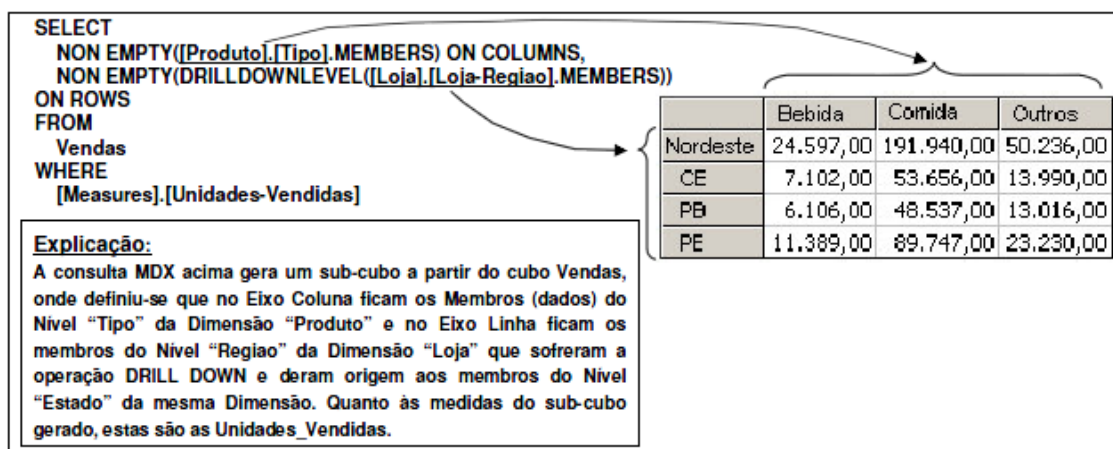 SELECT
NON EMPTY([Produto].[Tipo].MEMBERS) ON COLUMNS,
NON EMPTY(DRILLDOWNLEVEL([Loja].[Loja-Regiao].MEMBERS))
ON ROWS
FROM
Vendas
WHERE
[Measures].[Unidades-Vendidas]
Bebida Comida Outros
Nordeste 24.597,00 191.940,00 50.236,00
CE 7.102,00 53.656,00 13.990,00
PB 6.106,00 48.537,00 13.016,00
PE 11.389,00 89.747,00 23.230,00
Explicação:
A consulta MDX acima gera um sub-cubo a partir do cubo Vendas,
onde definiu-se que no Eixo Coluna ficam os Membros (dados) do
Nível “Tipo” da Dimensão “Produto” e no Eixo Linha ficam os
membros do Nível “Regiao” da Dimensão “Loja” que sofreram a
operação DRILL DOWN e deram origem aos membros do Nível
“Estado” da mesma Dimensão. Quanto às medidas do sub-cubo
gerado, estas são as Unidades_Vendidas.